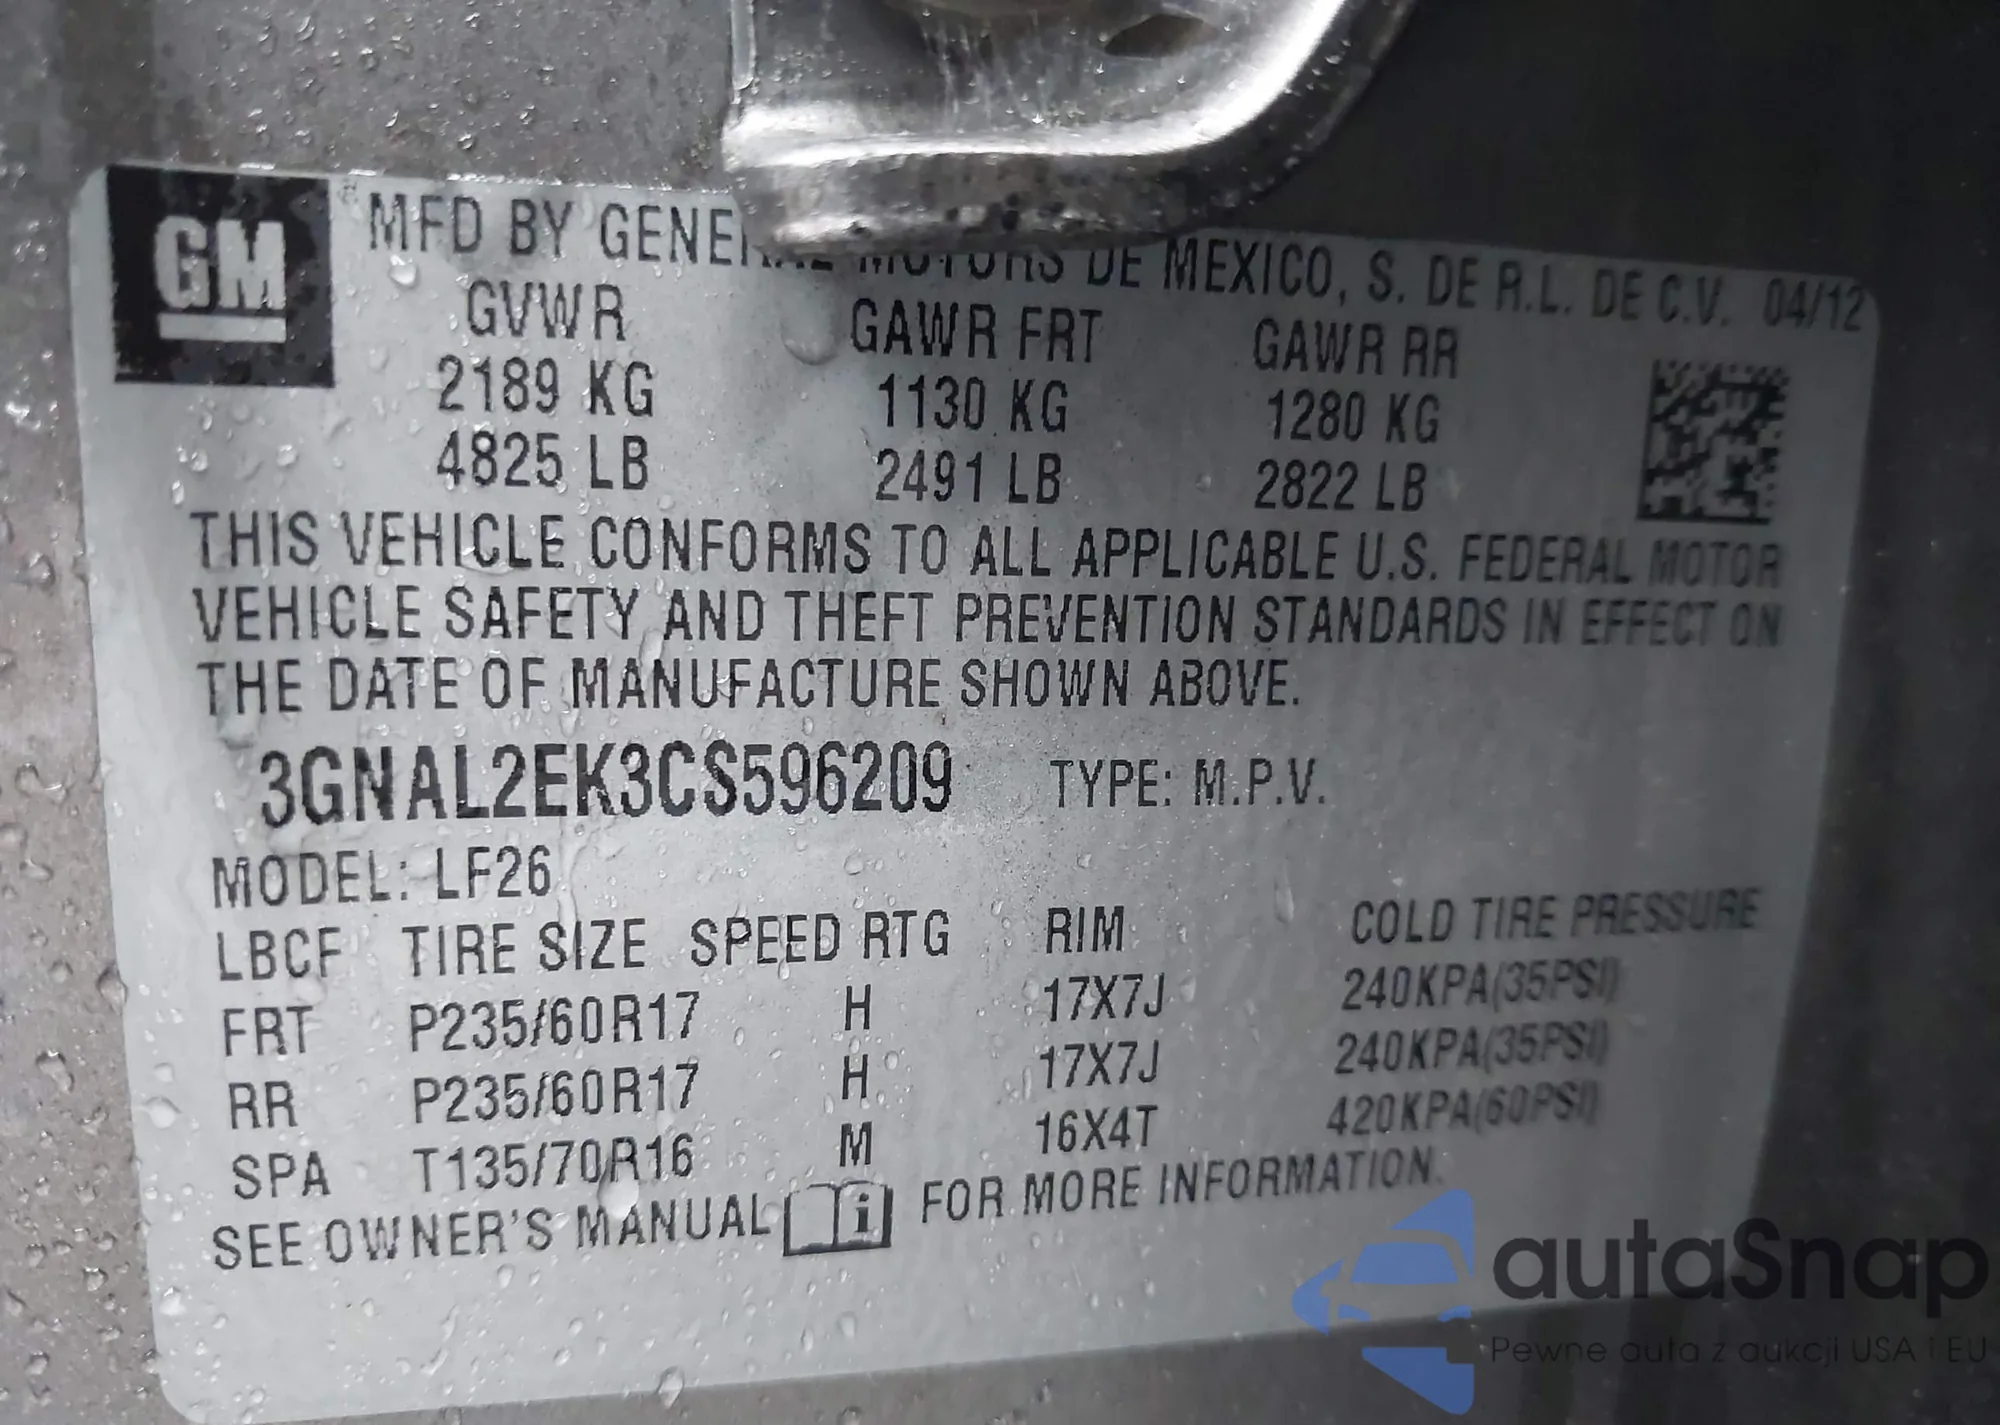 GM
MFD BY GENERAL MOTORS DE MEXICO, S. DE R.L. DE C.V. 04/12
GVWR GAWR FRT GAWR RR
2189 KG 1130 KG 1280 KG
4825 LB 2491 LB 2822 LB
THIS VEHICLE CONFORMS TO ALL APPLICABLE U.S. FEDERAL MOTOR
VEHICLE SAFETY AND THEFT PREVENTION STANDARDS IN EFFECT ON
THE DATE OF MANUFACTURE SHOWN ABOVE.
3GNAL2EK3CS596209 TYPE: M.P.V.
MODEL: LF26
LBCF TIRE SIZE SPEED RTG RIM COLD TIRE PRESSURE
FRT P235/60R17 H 17X7J 240KPA(35PSI)
RR P235/60R17 H 17X7J 240KPA(35PSI)
SPA T135/70R16 M 16X4T 420KPA(60PSI)
SEE OWNER'S MANUAL i FOR MORE INFORMATION.
autaSnap
Pewne auta z aukcji USA i EU